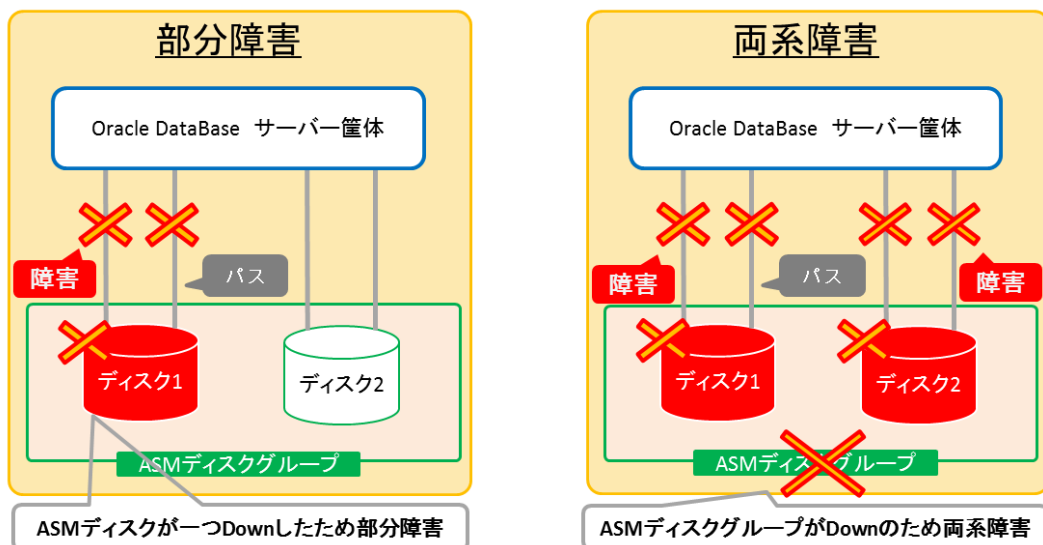 部分障害
Oracle DataBase サーバー筐体
障害
パス
ディスク1
ディスク2
ASMディスクグループ
ASMディスクが一つDownしたため部分障害
両系障害
Oracle DataBase サーバー筐体
障害
パス
障害
ディスク1
ディスク2
ASMディスクグループ
ASMディスクグループがDownのため両系障害